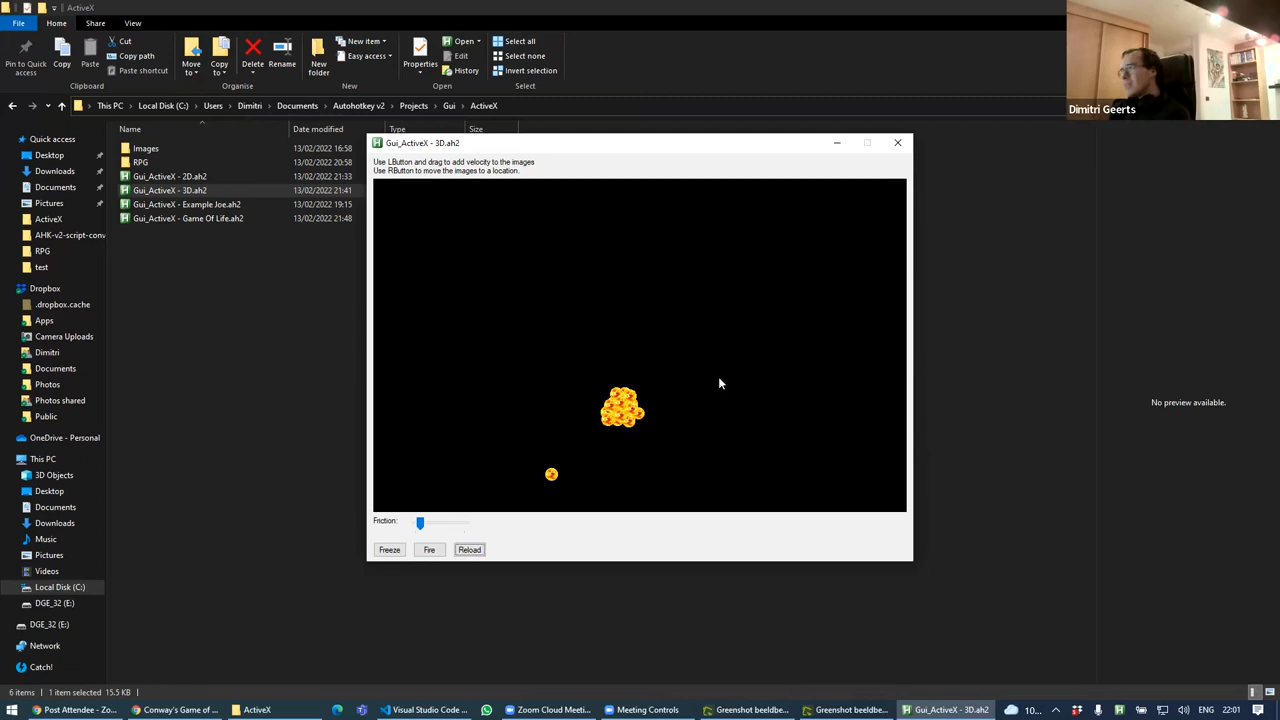 ActiveX
File Home Share View
Pin to Quick access
Copy
Paste
Cut
Copy path
Paste shortcut
Clipboard
Move to
Copy to
Delete
Rename
Organise
New folder
New item
Easy access
New
Properties
Open
Edit
History
Open
Select all
Select none
Invert selection
Select
Dimitri Geerts
This PC Local Disk (C:) Users Dimitri Documents Autohotkey v2 Projects Gui ActiveX
Name Date modified Type Size
Images 13/02/2022 16:58
RPG 13/02/2022 20:58
Gui_ActiveX - 2D.ah2 13/02/2022 21:33
Gui_ActiveX - 3D.ah2 13/02/2022 21:41
Gui_ActiveX - Example Joe.ah2 13/02/2022 19:15
Gui_ActiveX - Game Of Life.ah2 13/02/2022 21:48
Quick access
Desktop
Downloads
Documents
Pictures
ActiveX
AHK-v2-script-conv
RPG
test
Dropbox
.dropbox.cache
Apps
Camera Uploads
Dimitri
Documents
Photos
Photos shared
Public
OneDrive - Personal
This PC
3D Objects
Desktop
Documents
Downloads
Music
Pictures
Videos
Local Disk (C:)
DGE_32 (E:)
DGE_32 (E:)
Network
Catch!
Gui_ActiveX - 3D.ah2
Use LButton and drag to add velocity to the images
Use RButton to move the images to a location.
Friction:
Freeze Fire Reload
No preview available.
6 items 1 item selected 15.5 KB
Post Attendee - Zo...
Conway's Game of ...
ActiveX
Visual Studio Code ...
Zoom Cloud Meeti...
Meeting Controls
Greenshot beeldbe...
Greenshot beeldbe...
Gui_ActiveX - 3D.ah2
10...
ENG
22:01